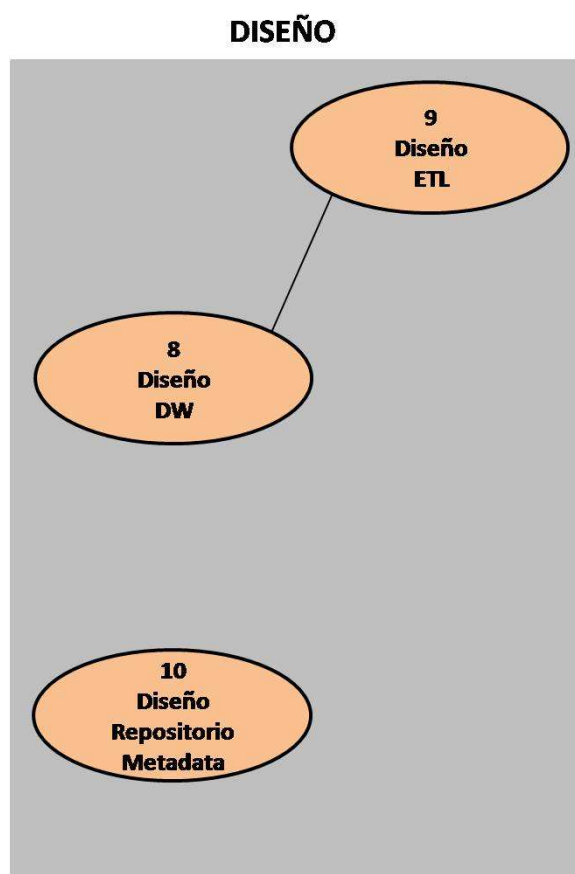 DISEÑO
9
Diseño
ETL
8
Diseño
DW
10
Diseño
Repositorio
Metadata